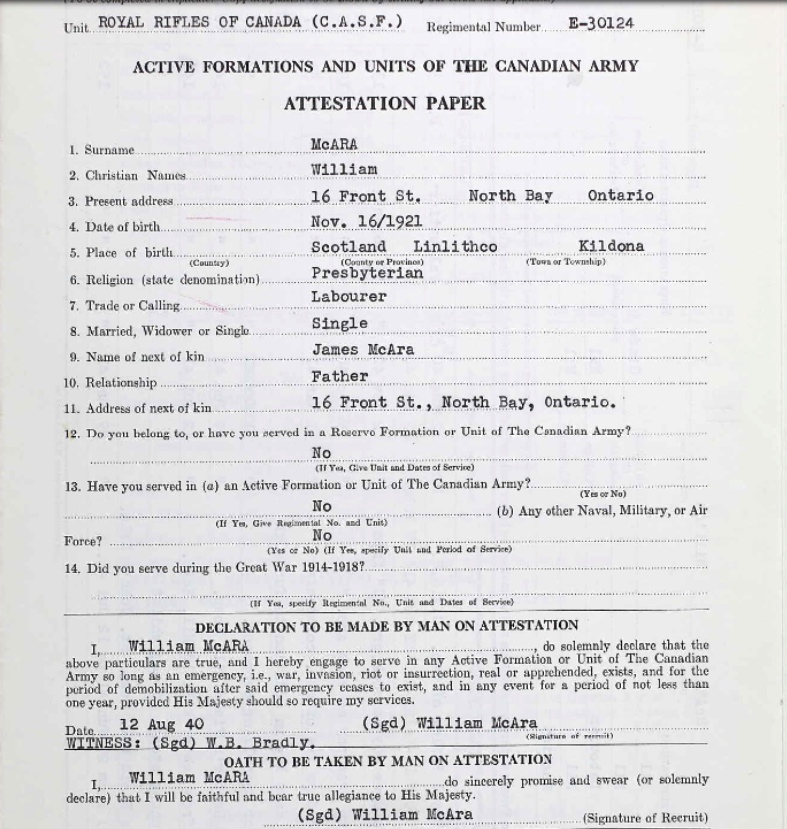 Unit ROYAL RIFLES OF CANADA (C.A.S.F.) Regimental Number E-30124
ACTIVE FORMATIONS AND UNITS OF THE CANADIAN ARMY
ATTESTATION PAPER
1. Surname McARA
2. Christian Names William
3. Present address 16 Front St. North Bay Ontario
4. Date of birth Nov. 16/1921
5. Place of birth Scotland Linlithco Kildona
(Country) (County or Province) (Town or Township)
6. Religion (state denomination) Presbyterian
7. Trade or Calling Labourer
8. Married, Widower or Single Single
9. Name of next of kin James McAra
10. Relationship Father
11. Address of next of kin 16 Front St., North Bay, Ontario.
12. Do you belong to, or have you served in a Reserve Formation or Unit of The Canadian Army?
No
(If Yes, Give Unit and Dates of Service)
13. Have you served in (a) an Active Formation or Unit of The Canadian Army?
(Yes or No)
No (b) Any other Naval, Military, or Air
(If Yes, Give Regimental No. and Unit)
Force? No
(Yes or No) (If Yes, specify Unit and Period of Service)
14. Did you serve during the Great War 1914-1918?
(If Yes, specify Regimental No., Unit and Dates of Service)
DECLARATION TO BE MADE BY MAN ON ATTESTATION
I, William McARA, do solemnly declare that the
above particulars are true, and I hereby engage to serve in any Active Formation or Unit of The Canadian
Army so long as an emergency, i.e., war, invasion, riot or insurrection, real or apprehended, exists, and for the
period of demobilization after said emergency ceases to exist, and in any event for a period of not less than
one year, provided His Majesty should so require my services.
Date 12 Aug 40 (Sgd) William McAra
(Signature of recruit)
WITNESS: (Sgd) W.B. Bradly.
OATH TO BE TAKEN BY MAN ON ATTESTATION
I, William McARA do sincerely promise and swear (or solemnly
declare) that I will be faithful and bear true allegiance to His Majesty.
(Sgd) William McAra (Signature of Recruit)